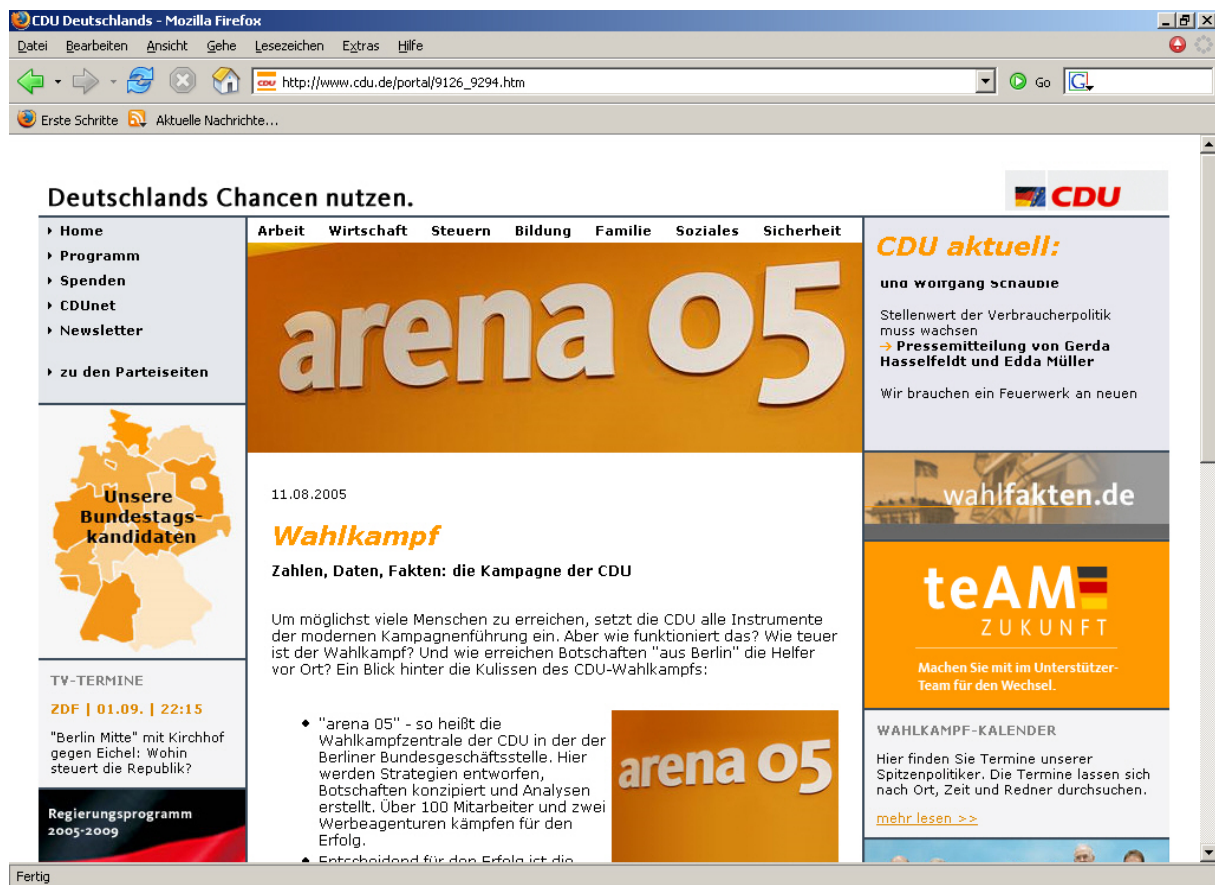 CDU Deutschlands - Mozilla Firefox
Datei Bearbeiten Ansicht Gehe Lesezeichen Extras Hilfe
CDU http://www.cdu.de/portal/9126_9294.htm Go G
Erste Schritte Aktuelle Nachrichte...
Deutschlands Chancen nutzen.
CDU
Home
Programm
Spenden
CDUnet
Newsletter
zu den Parteiseiten
Unsere
Bundestags-
kandidaten
TV-TERMINE
ZDF | 01.09. | 22:15
"Berlin Mitte" mit Kirchhof
gegen Eichel: Wohin
steuert die Republik?
Regierungsprogramm
2005-2009
Arbeit Wirtschaft Steuern Bildung Familie Soziales Sicherheit
arena 05
11.08.2005
Wahlkampf
Zahlen, Daten, Fakten: die Kampagne der CDU
Um möglichst viele Menschen zu erreichen, setzt die CDU alle Instrumente
der modernen Kampagnenführung ein. Aber wie funktioniert das? Wie teuer
ist der Wahlkampf? Und wie erreichen Botschaften "aus Berlin" die Helfer
vor Ort? Ein Blick hinter die Kulissen des CDU-Wahlkampfs:
"arena 05" - so heißt die
Wahlkampfzentrale der CDU in der der
Berliner Bundesgeschäftsstelle. Hier
werden Strategien entworfen,
Botschaften konzipiert und Analysen
erstellt. Über 100 Mitarbeiter und zwei
Werbeagenturen kämpfen für den
Erfolg.
Entscheidend für den Erfolg ist die
arena 05
CDU aktuell:
und Wolfgang Schäuble
Stellenwert der Verbraucherpolitik
muss wachsen
→ Pressemitteilung von Gerda
Hasselfeldt und Edda Müller
Wir brauchen ein Feuerwerk an neuen
wahlfakten.de
teAM
ZUKUNFT
Machen Sie mit im Unterstützer-
Team für den Wechsel.
WAHLKAMPF-KALENDER
Hier finden Sie Termine unserer
Spitzenpolitiker. Die Termine lassen sich
nach Ort, Zeit und Redner durchsuchen.
mehr lesen >>
Fertig